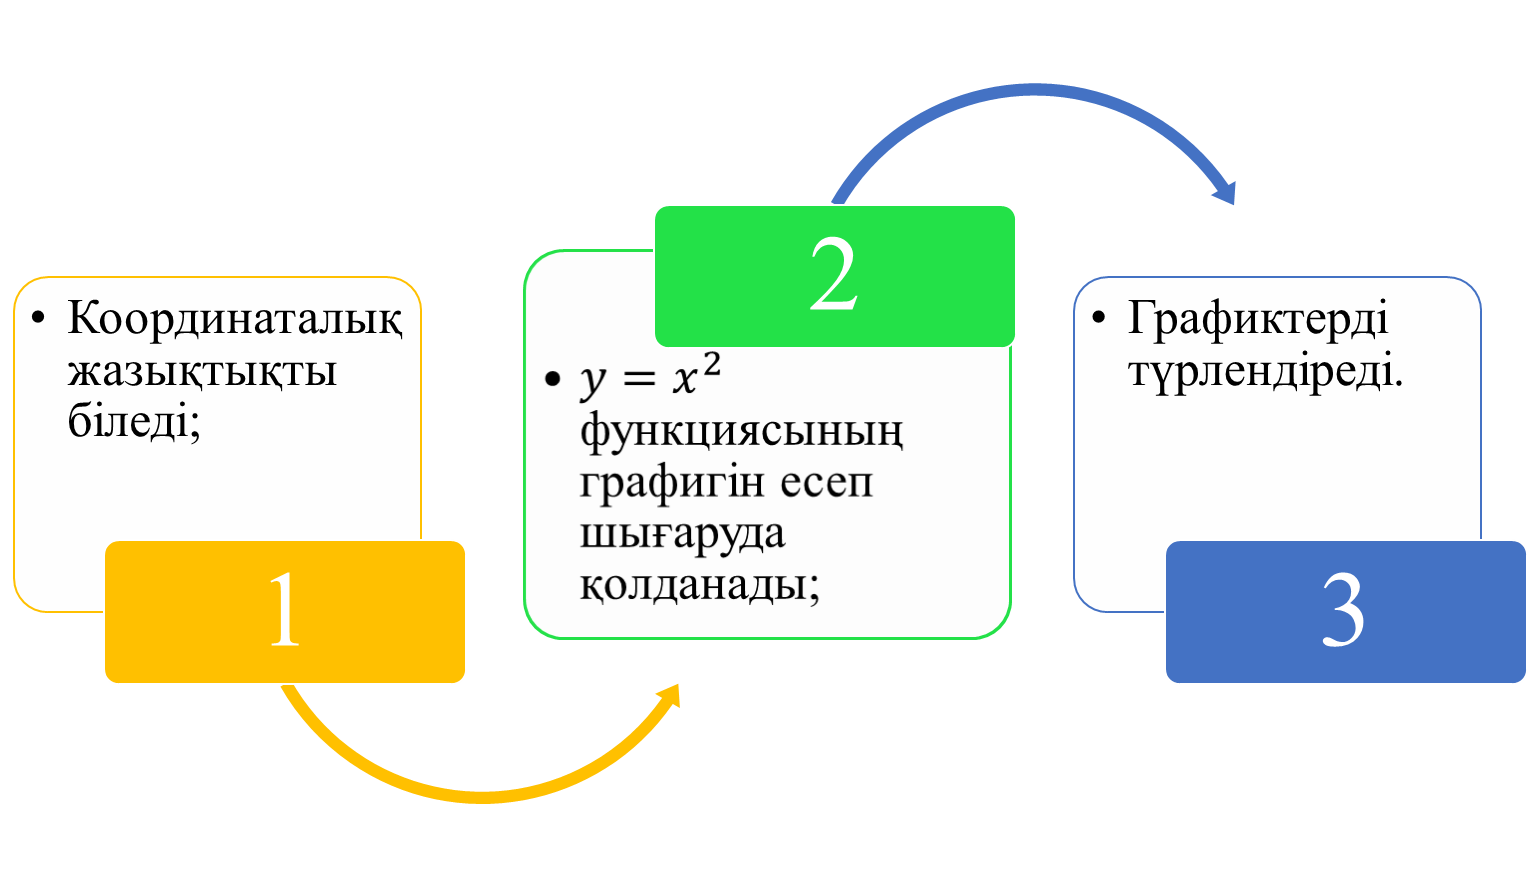 • Координаталық
жазықтықты
біледі;
1
2
• y = x²
функциясының
графигін есеп
шығаруда
қолданады;
• Графиктерді
түрлендіреді.
3